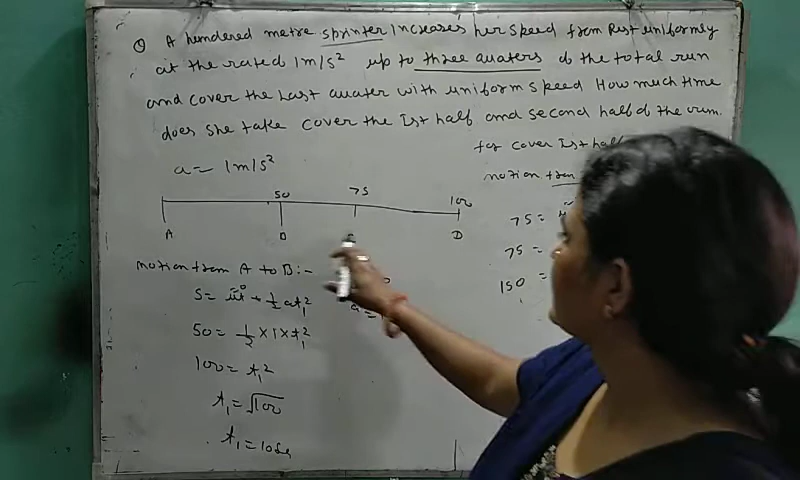 Q A hundered metre sprinter Increases her speed from Rest uniformly
at the rated 1m/s² up to three quaters of the total run
and cover the Last quater with uniform speed How much time
does she take cover the Ist half and second half of the run.
for cover Ist half
a = 1m/s²
motion from
50 75 100
A B D
75 =
75 =
150 =
motion from A to B:-
S = ut + 1/2 at₁²
50 = 1/2 × 1 × t₁²
100 = t₁²
t₁ = √100
t₁ = 10 Se